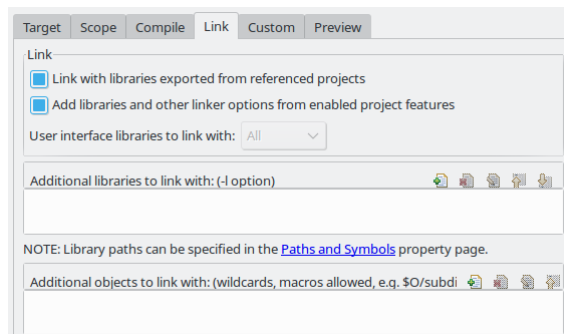 Target Scope Compile Link Custom Preview
Link
Link with libraries exported from referenced projects
Add libraries and other linker options from enabled project features
User interface libraries to link with: All
Additional libraries to link with: (-l option)
NOTE: Library paths can be specified in the Paths and Symbols property page.
Additional objects to link with: (wildcards, macros allowed, e.g. $O/subdi